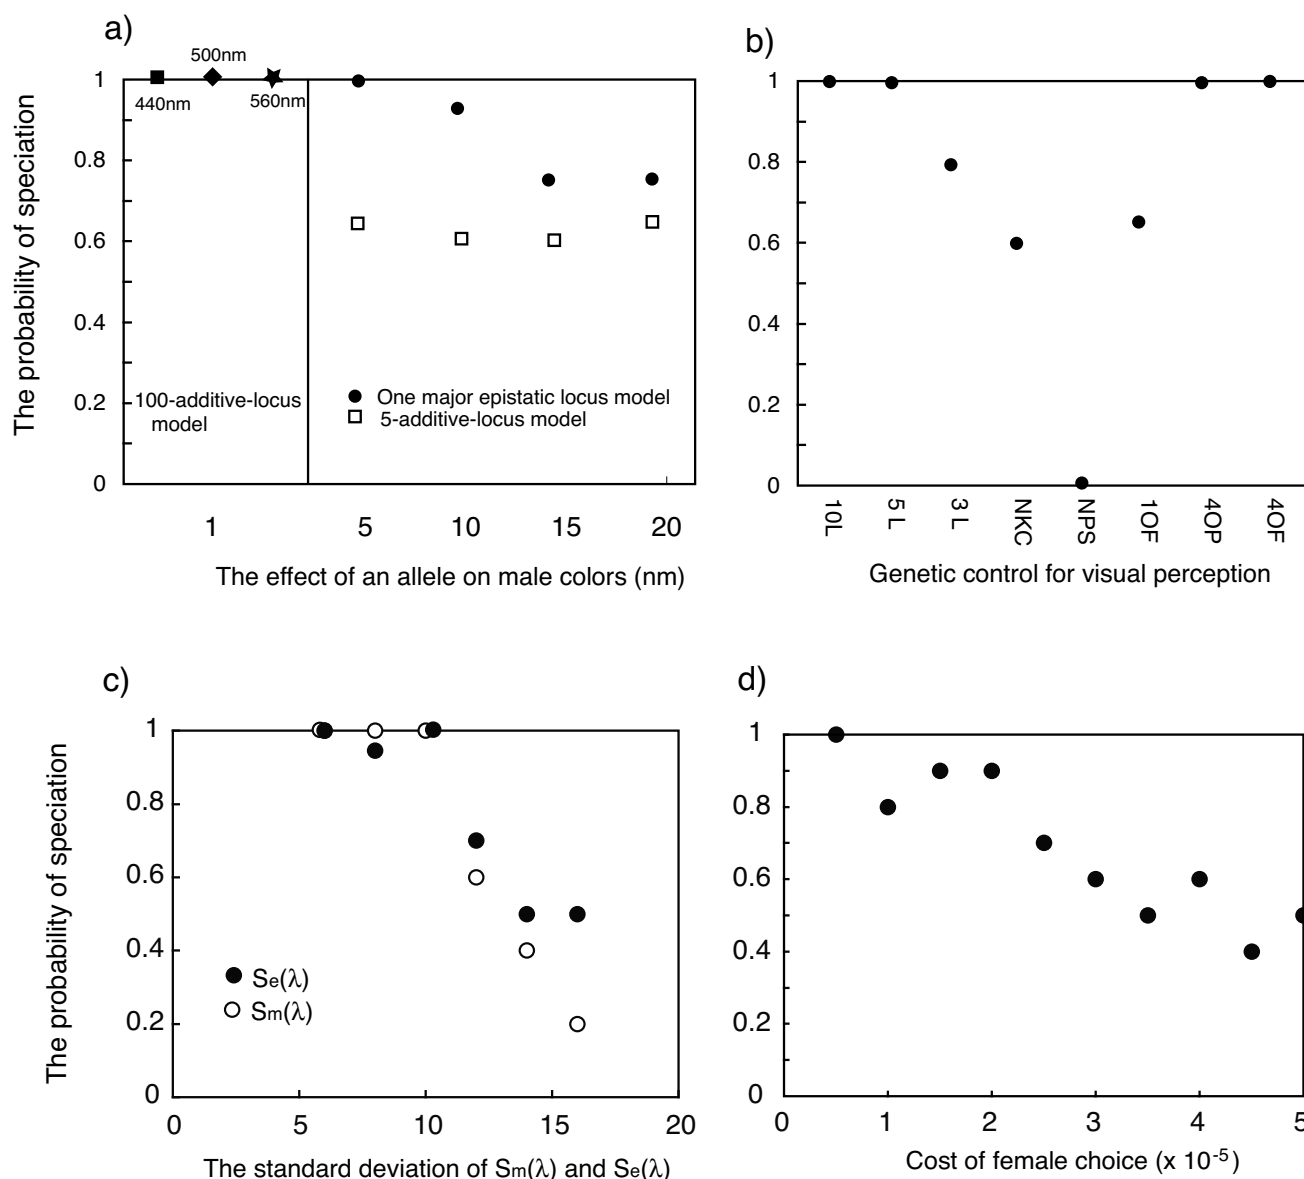 a)
500nm
440nm
560nm
1
0.8
0.6
0.4
0.2
0
The probability of speciation
100-additive-locus
model
One major epistatic locus model
5-additive-locus model
1
5
10
15
20
The effect of an allele on male colors (nm)
b)
1
0.8
0.6
0.4
0.2
0
10L
5 L
3 L
NKC
NPS
1OF
4OP
4OF
Genetic control for visual perception
c)
1
0.8
0.6
0.4
0.2
0
The probability of speciation
Se(λ)
Sm(λ)
0
5
10
15
20
The standard deviation of Sm(λ) and Se(λ)
d)
1
0.8
0.6
0.4
0.2
0
0
1
2
3
4
5
Cost of female choice (x 10-5)